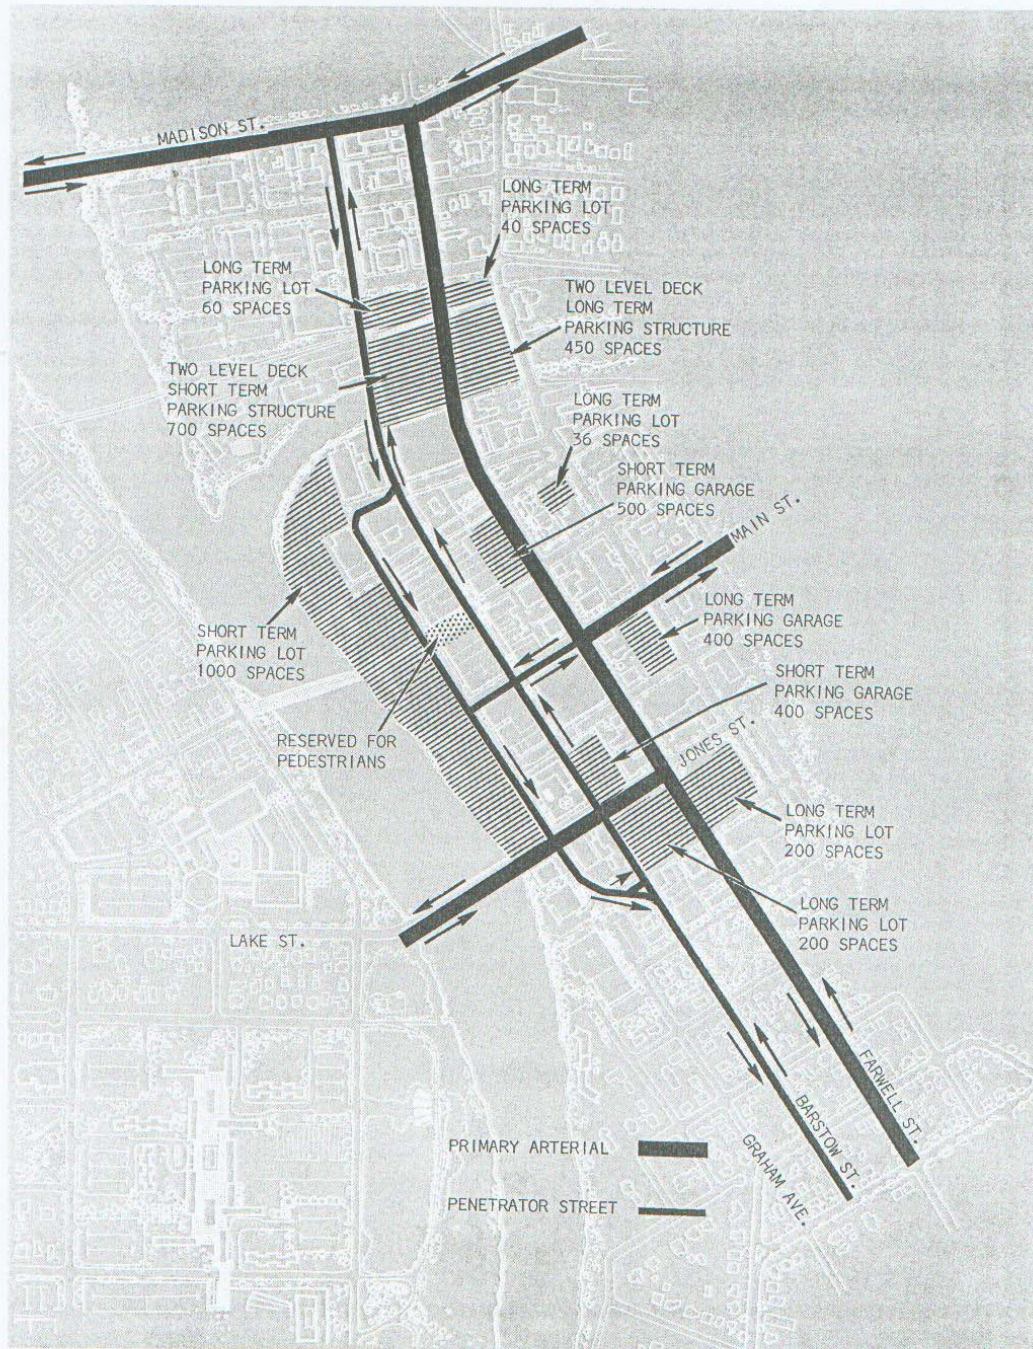 MADISON ST.
LONG TERM
PARKING LOT
40 SPACES
LONG TERM
PARKING LOT
60 SPACES
TWO LEVEL DECK
LONG TERM
PARKING STRUCTURE
450 SPACES
TWO LEVEL DECK
SHORT TERM
PARKING STRUCTURE
700 SPACES
LONG TERM
PARKING LOT
36 SPACES
SHORT TERM
PARKING GARAGE
500 SPACES
MAIN ST.
LONG TERM
PARKING GARAGE
400 SPACES
SHORT TERM
PARKING LOT
1000 SPACES
SHORT TERM
PARKING GARAGE
400 SPACES
RESERVED FOR
PEDESTRIANS
JONES ST.
LONG TERM
PARKING LOT
200 SPACES
LONG TERM
PARKING LOT
200 SPACES
LAKE ST.
FARWELL ST.
BARSTOW ST.
GRAHAM AVE.
PRIMARY ARTERIAL
PENETRATOR STREET